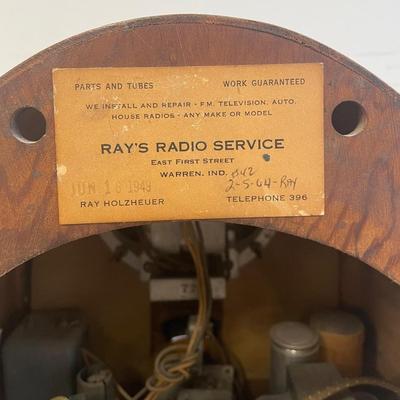 PARTS AND TUBES WORK GUARANTEED
WE INSTALL AND REPAIR - F.M. TELEVISION, AUTO,
HOUSE RADIOS - ANY MAKE OR MODEL
RAY'S RADIO SERVICE
EAST FIRST STREET
WARREN, IND. #42
JUN 16 1949 2-5-64-RAY
RAY HOLZHEUER TELEPHONE 396